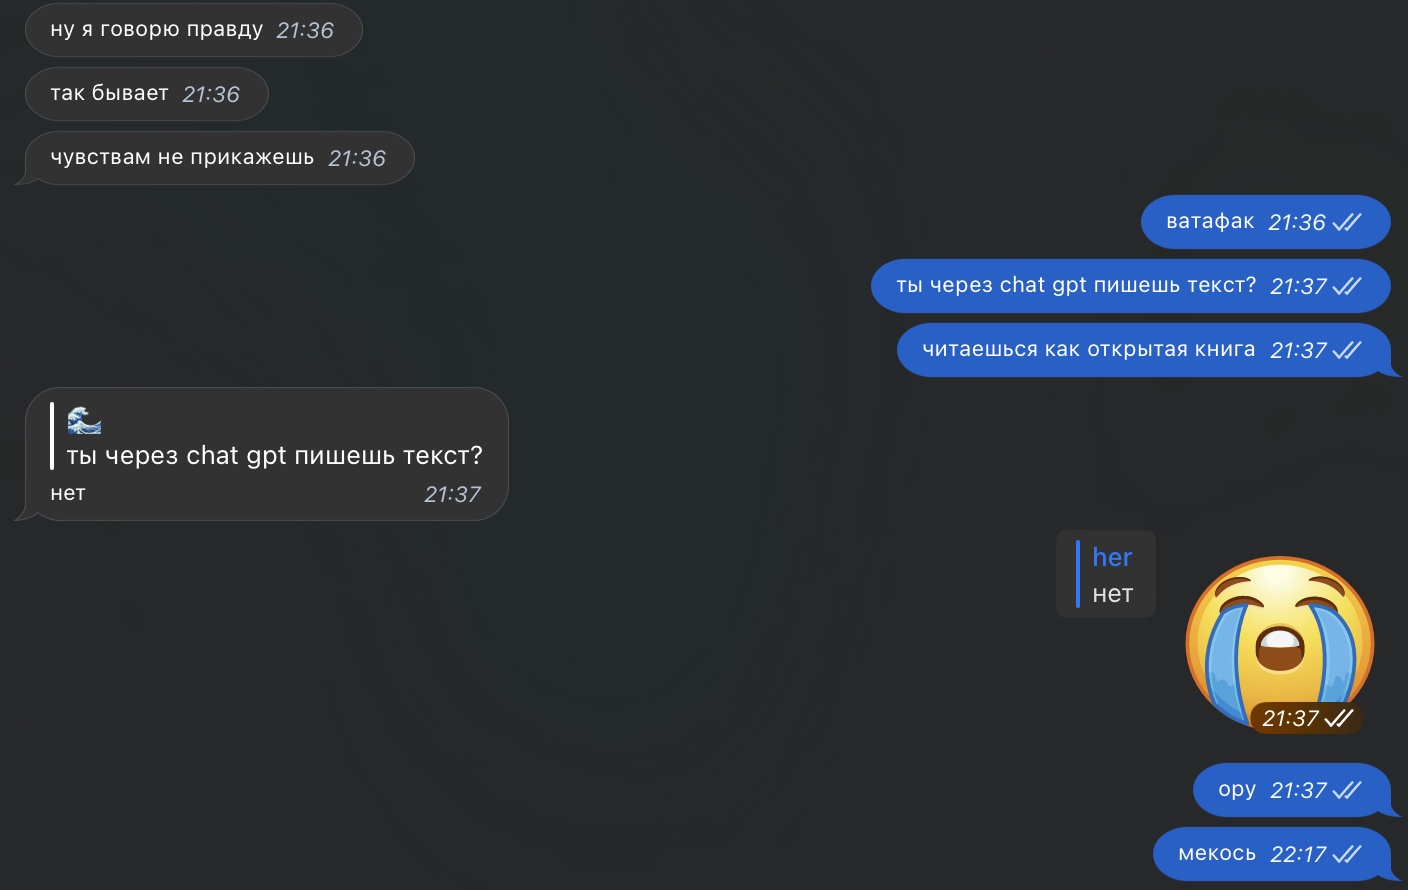 ну я говорю правду 21:36
так бывает 21:36
чувствам не прикажешь 21:36
ватафак 21:36
ты через chat gpt пишешь текст? 21:37
читаешься как открытая книга 21:37
🌊
ты через chat gpt пишешь текст?
нет 21:37
her
нет
21:37
ору 21:37
мекось 22:17